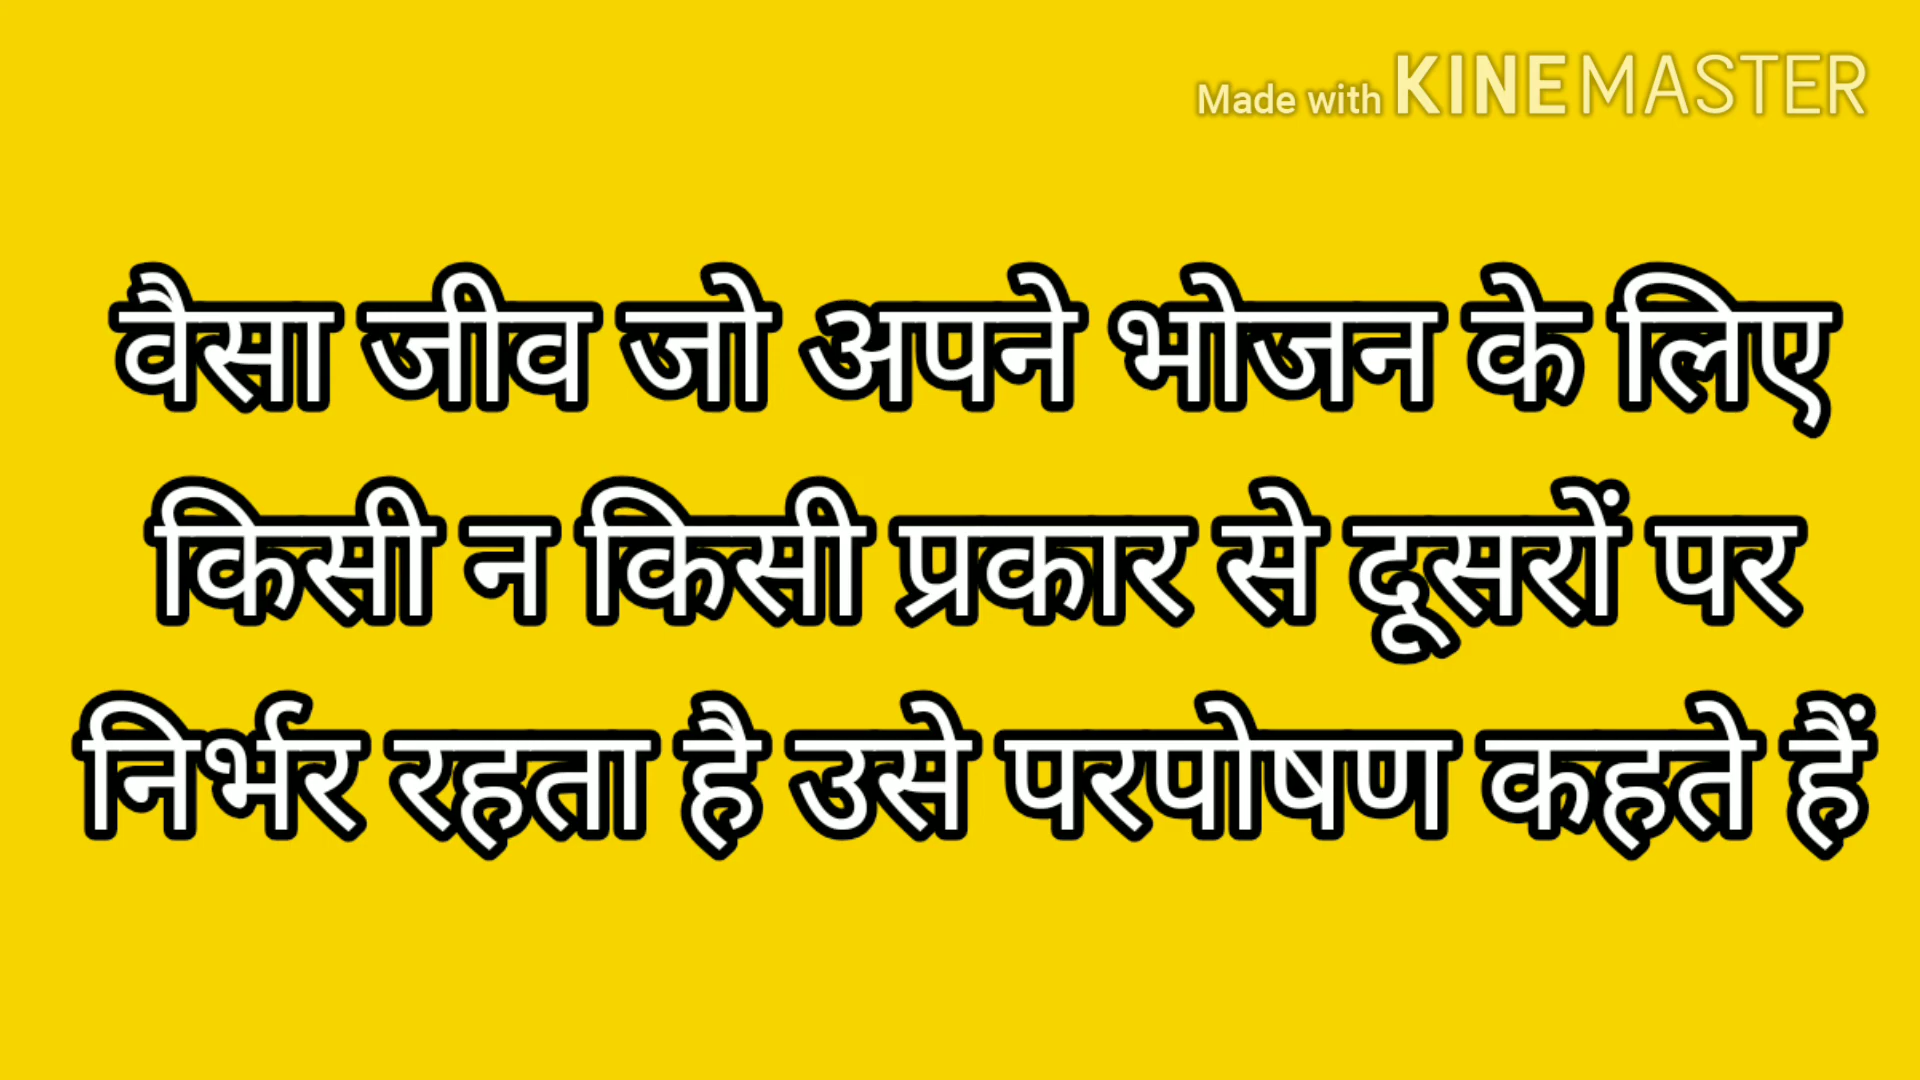 Made with KINEMASTER
वैसा जीव जो अपने भोजन के लिए
किसी न किसी प्रकार से दूसरों पर
निर्भर रहता है उसे परपोषण कहते हैं